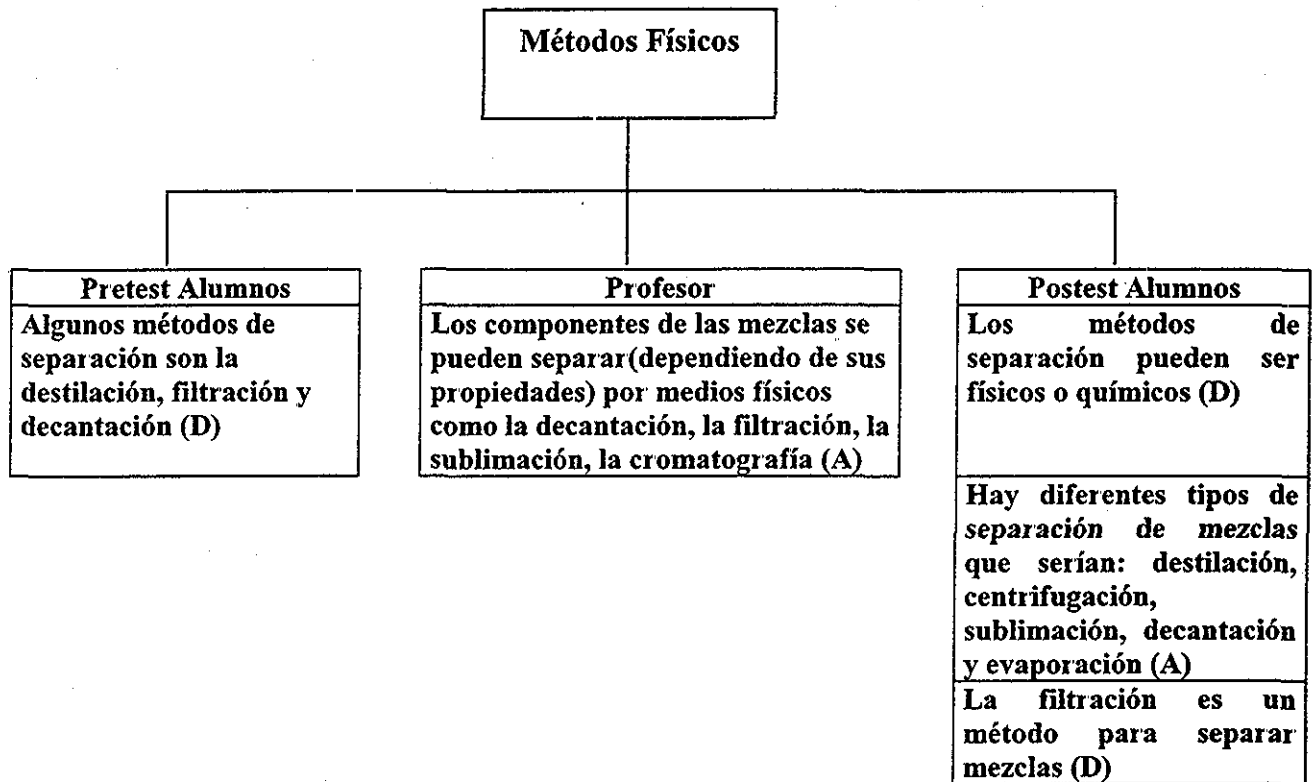 Métodos Físicos
Pretest Alumnos
Algunos métodos de
separación son la
destilación, filtración y
decantación (D)
Profesor
Los componentes de las mezclas se
pueden separar(dependiendo de sus
propiedades) por medios físicos
como la decantación, la filtración, la
sublimación, la cromatografía (A)
Postest Alumnos
Los métodos de
separación pueden ser
físicos o químicos (D)
Hay diferentes tipos de
separación de mezclas
que serían: destilación,
centrifugación,
sublimación, decantación
y evaporación (A)
La filtración es un
método para separar
mezclas (D)